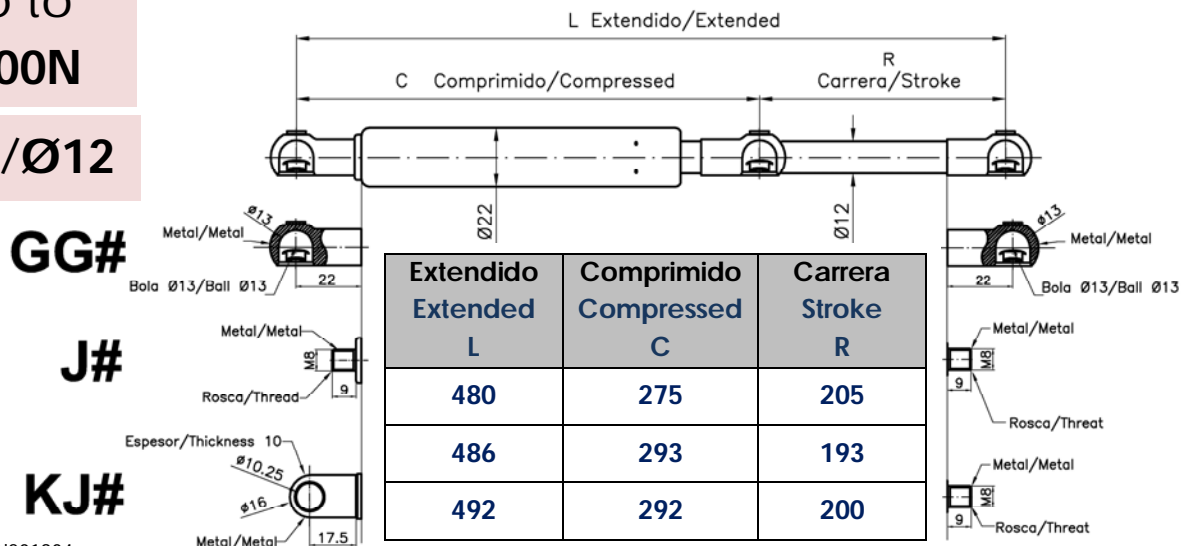 to
00N
/Ø12
L Extendido/Extended
C Comprimido/Compressed
R
Carrera/Stroke
Ø22
Ø12
GG#
Ø13
Metal/Metal
Bola Ø13/Ball Ø13
22
Ø13
Metal/Metal
22
Bola Ø13/Ball Ø13
J#
Metal/Metal
M8
9
Rosca/Thread
Metal/Metal
M8
9
Rosca/Threat
KJ#
Espesor/Thickness 10
Ø10.25
Ø16
Metal/Metal
17.5
Metal/Metal
M8
9
Rosca/Threat
Extendido Comprimido Carrera
Extended Compressed Stroke
L C R
480 275 205
486 293 193
492 292 200